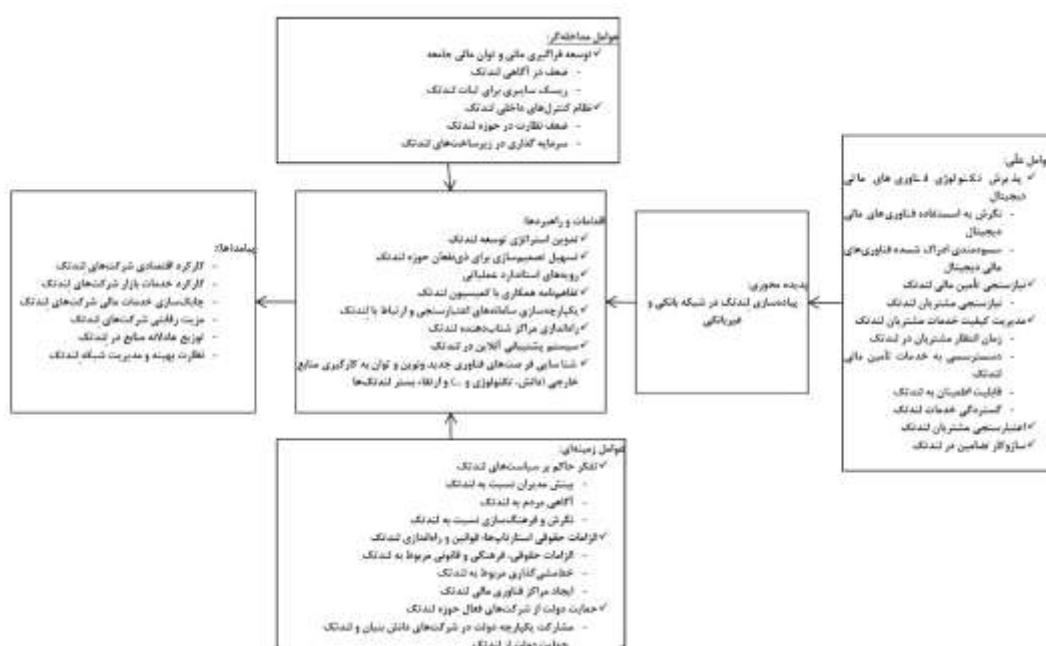 عوامل مداخله‌گر:
✓ توسعه فراگیری مالی و توان مالی جامعه
- ضعف در آگاهی لندتک
- ریسک سایبری برای ثبات لندتک
✓ نظام کنترل‌های داخلی لندتک
- ضعف نظارت در حوزه لندتک
- سرمایه گذاری در زیرساخت‌های لندتک
عوامل علّی:
✓ پذیرش تکنولوژی فناوری های مالی
دیجیتال
- نگرش به استفاده فناوری‌های مالی
دیجیتال
- سودمندی ادراک شده فناوری‌های
مالی دیجیتال
✓ نیازسنجی تأمین مالی لندتک
- نیازسنجی مشتریان لندتک
✓ مدیریت کیفیت خدمات مشتریان لندتک
- زمان انتظار مشتریان در لندتک
- دسترسی به خدمات تأمین مالی
لندتک
- قابلیت اطمینان به لندتک
- گستردگی خدمات لندتک
✓ اعتبارسنجی مشتریان لندتک
✓ سازوکار تضامین در لندتک
پدیده محوری:
پیاده‌سازی لندتک در شبکه بانکی و
غیربانکی
اقدامات و راهبردها:
✓ تدوین استراتژی توسعه لندتک
✓ تسهیل تصمیم‌سازی برای ذی‌نفعان حوزه لندتک
✓ رویه‌های استاندارد عملیاتی
✓ تفاهم‌نامه همکاری با کمیسیون لندتک
✓ یکپارچه‌سازی سامانه‌های اعتبارسنجی و ارتباط با لندتک
✓ راه‌اندازی مراکز شتاب‌دهنده لندتک
✓ سیستم پشتیبانی آنلاین در لندتک
✓ شناسایی فرصت‌های فناوری جدید ونوین و توان به کارگیری منابع
خارجی (دانش، تکنولوژی و ...) و ارتقاء بستر لندتک‌ها
پیامدها:
- کارکرد اقتصادی شرکت‌های لندتک
- کارکرد خدمات بازار شرکت‌های لندتک
- چابک‌سازی خدمات مالی شرکت‌های لندتک
- مزیت رقابتی شرکت‌های لندتک
- توزیع عادلانه منابع در لندتک
- نظارت بهینه و مدیریت شبکه لندتک
عوامل زمینه‌ای:
✓ تفکر حاکم بر سیاست‌های لندتک
- بینش مدیران نسبت به لندتک
- آگاهی مردم به لندتک
- نگرش و فرهنگ‌سازی نسبت به لندتک
✓ الزامات حقوقی استارتاپ‌ها، قوانین و راه‌اندازی لندتک
- الزامات حقوقی، فرهنگی و قانونی مربوط به لندتک
- خط‌مشی‌گذاری مربوط به لندتک
- ایجاد مراکز فناوری مالی لندتک
✓ حمایت دولت از شرکت‌های فعال حوزه لندتک
- مشارکت یکپارچه دولت در شرکت‌های دانش بنیان و لندتک
حمایت دولت از لندتک